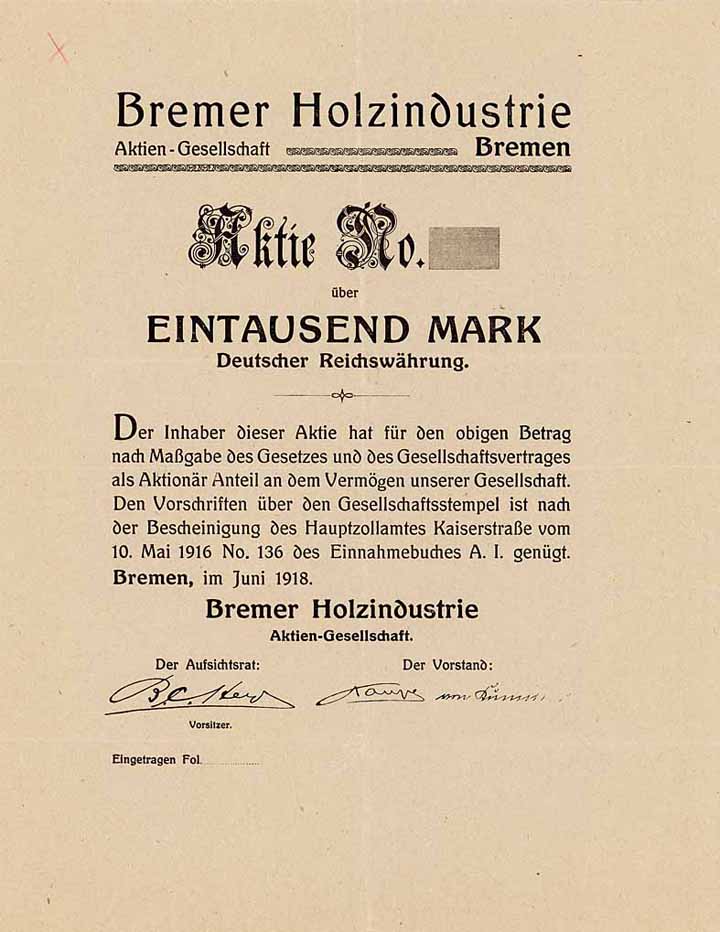 Bremer Holzindustrie
Aktien-Gesellschaft Bremen
Aktie No.
über
EINTAUSEND MARK
Deutscher Reichswährung.
Der Inhaber dieser Aktie hat für den obigen Betrag
nach Maßgabe des Gesetzes und des Gesellschaftsvertrages
als Aktionär Anteil an dem Vermögen unserer Gesellschaft.
Den Vorschriften über den Gesellschaftsstempel ist nach
der Bescheinigung des Hauptzollamtes Kaiserstraße vom
10. Mai 1916 No. 136 des Einnahmebuches A. I. genügt.
Bremen, im Juni 1918.
Bremer Holzindustrie
Aktien-Gesellschaft.
Der Aufsichtsrat: Der Vorstand:
Vorsitzer.
Eingetragen Fol.